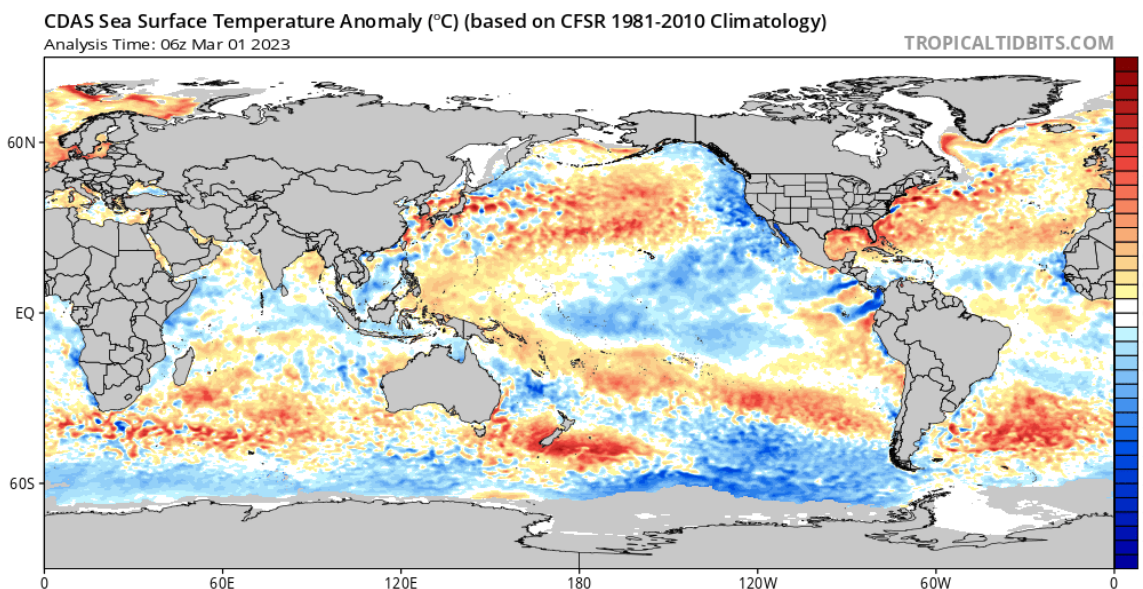 CDAS Sea Surface Temperature Anomaly (°C) (based on CFSR 1981-2010 Climatology)
Analysis Time: 06z Mar 01 2023
TROPICALTIDBITS.COM
60N
EQ
60S
0 60E 120E 180 120W 60W 0